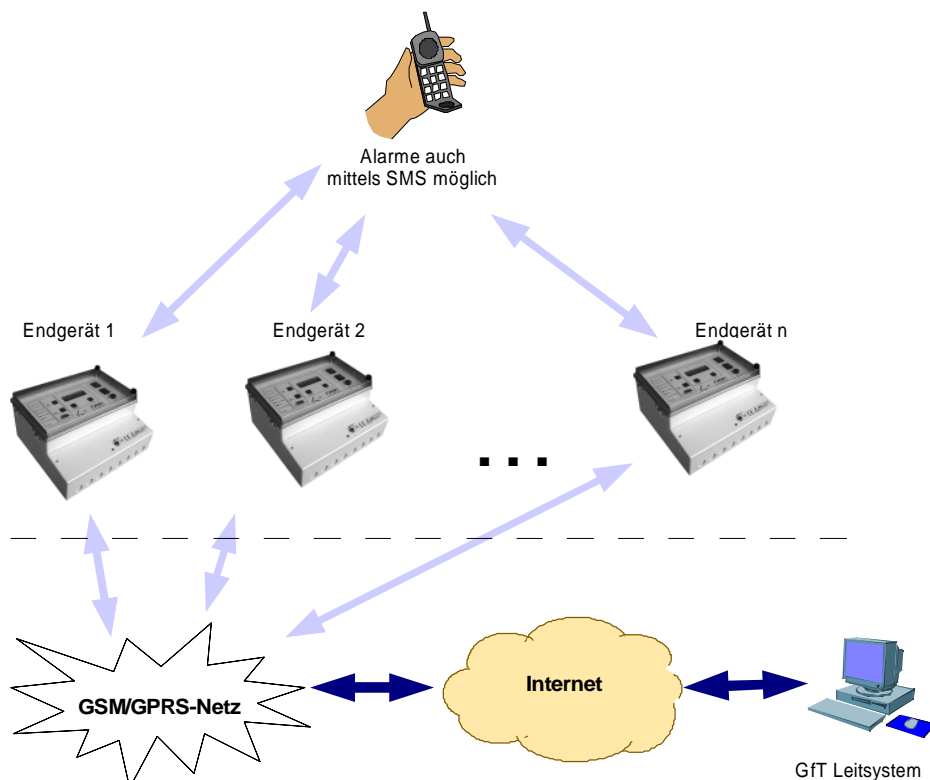 Alarme auch
mittels SMS möglich
Endgerät 1
Endgerät 2
Endgerät n
. . .
GSM/GPRS-Netz
Internet
GfT Leitsystem